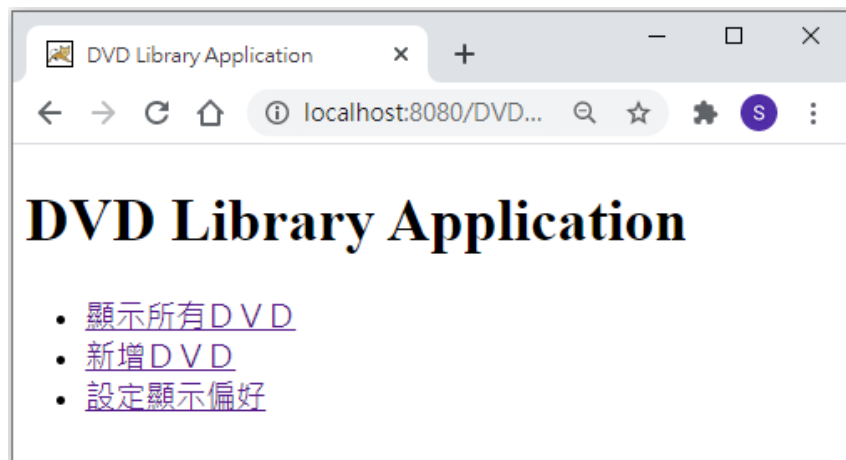 DVD Library Application
localhost:8080/DVD...
S
DVD Library Application
顯示所有ＤＶＤ
新增ＤＶＤ
設定顯示偏好